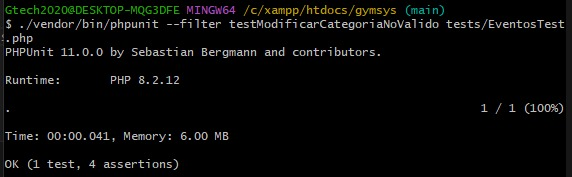 Gtech2020@DESKTOP-MQG3DFE MINGW64 /c/xampp/htdocs/gymsys (main)
$ ./vendor/bin/phpunit --filter testModificarCategoriaNoValido tests/EventosTest
.php
PHPUnit 11.0.0 by Sebastian Bergmann and contributors.
Runtime:       PHP 8.2.12
.                                                                   1 / 1 (100%)
Time: 00:00.041, Memory: 6.00 MB
OK (1 test, 4 assertions)